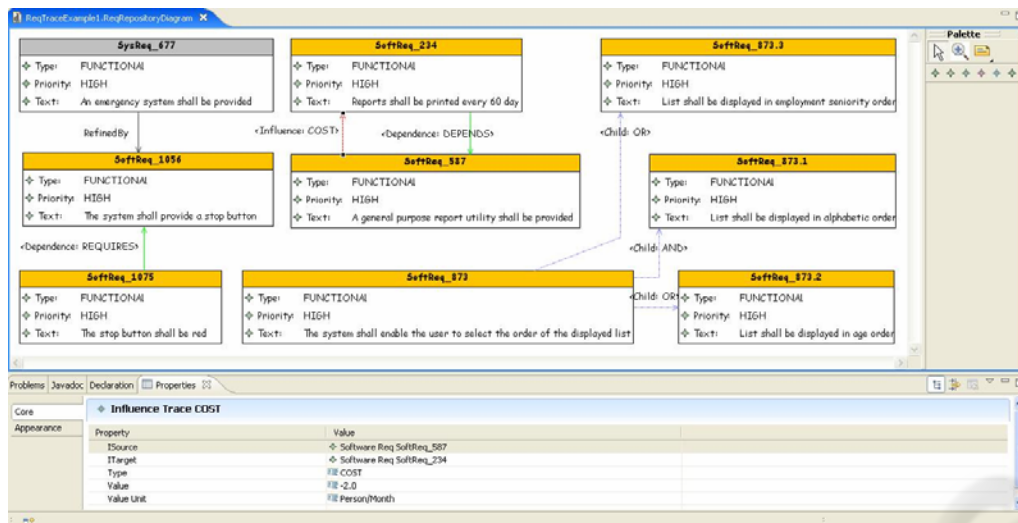 ReqTraceExample1.ReqRepositoryDiagram
Palette
SysReq_677
Type: FUNCTIONAL
Priority: HIGH
Text: An emergency system shall be provided
SoftReq_234
Type: FUNCTIONAL
Priority: HIGH
Text: Reports shall be printed every 60 day
SoftReq_873.3
Type: FUNCTIONAL
Priority: HIGH
Text: List shall be displayed in employment seniority order
RefinedBy
<Influence: COST>
<Dependence: DEPENDS>
<Child: OR>
SoftReq_1056
Type: FUNCTIONAL
Priority: HIGH
Text: The system shall provide a stop button
SoftReq_587
Type: FUNCTIONAL
Priority: HIGH
Text: A general purpose report utility shall be provided
SoftReq_873.1
Type: FUNCTIONAL
Priority: HIGH
Text: List shall be displayed in alphabetic order
<Dependence: REQUIRES>
<Child: AND>
SoftReq_1075
Type: FUNCTIONAL
Priority: HIGH
Text: The stop button shall be red
SoftReq_873
Type: FUNCTIONAL
Priority: HIGH
Text: The system shall enable the user to select the order of the displayed list
<Child: OR>
SoftReq_873.2
Type: FUNCTIONAL
Priority: HIGH
Text: List shall be displayed in age order
Problems Javadoc Declaration Properties
Core
Appearance
Influence Trace COST
Property Value
ISource Software Req SoftReq_587
ITarget Software Req SoftReq_234
Type COST
Value -2.0
Value Unit Person/Month